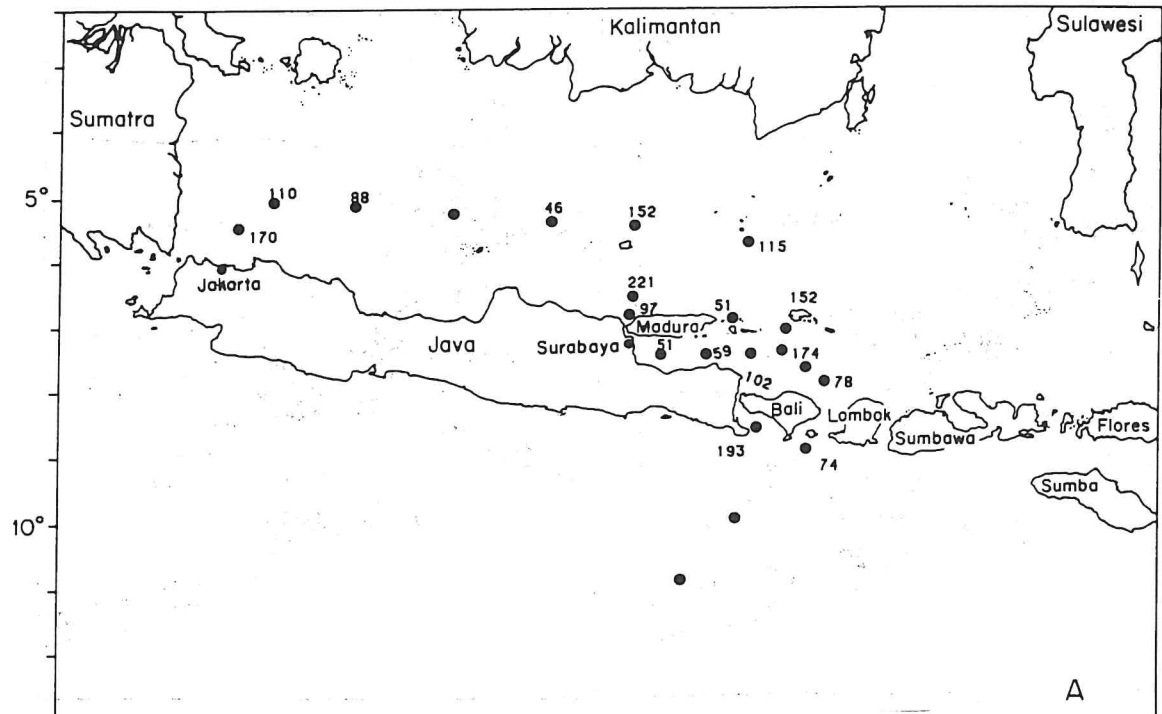 Kalimantan
Sulawesi
Sumatra
5°
110
88
46
152
170
115
Jakorta
221
97
Madura
51
152
Java
Surabaya
51
59
174
78
102
Bali
Lombok
Sumbawa
Flores
193
74
Sumba
10°
A